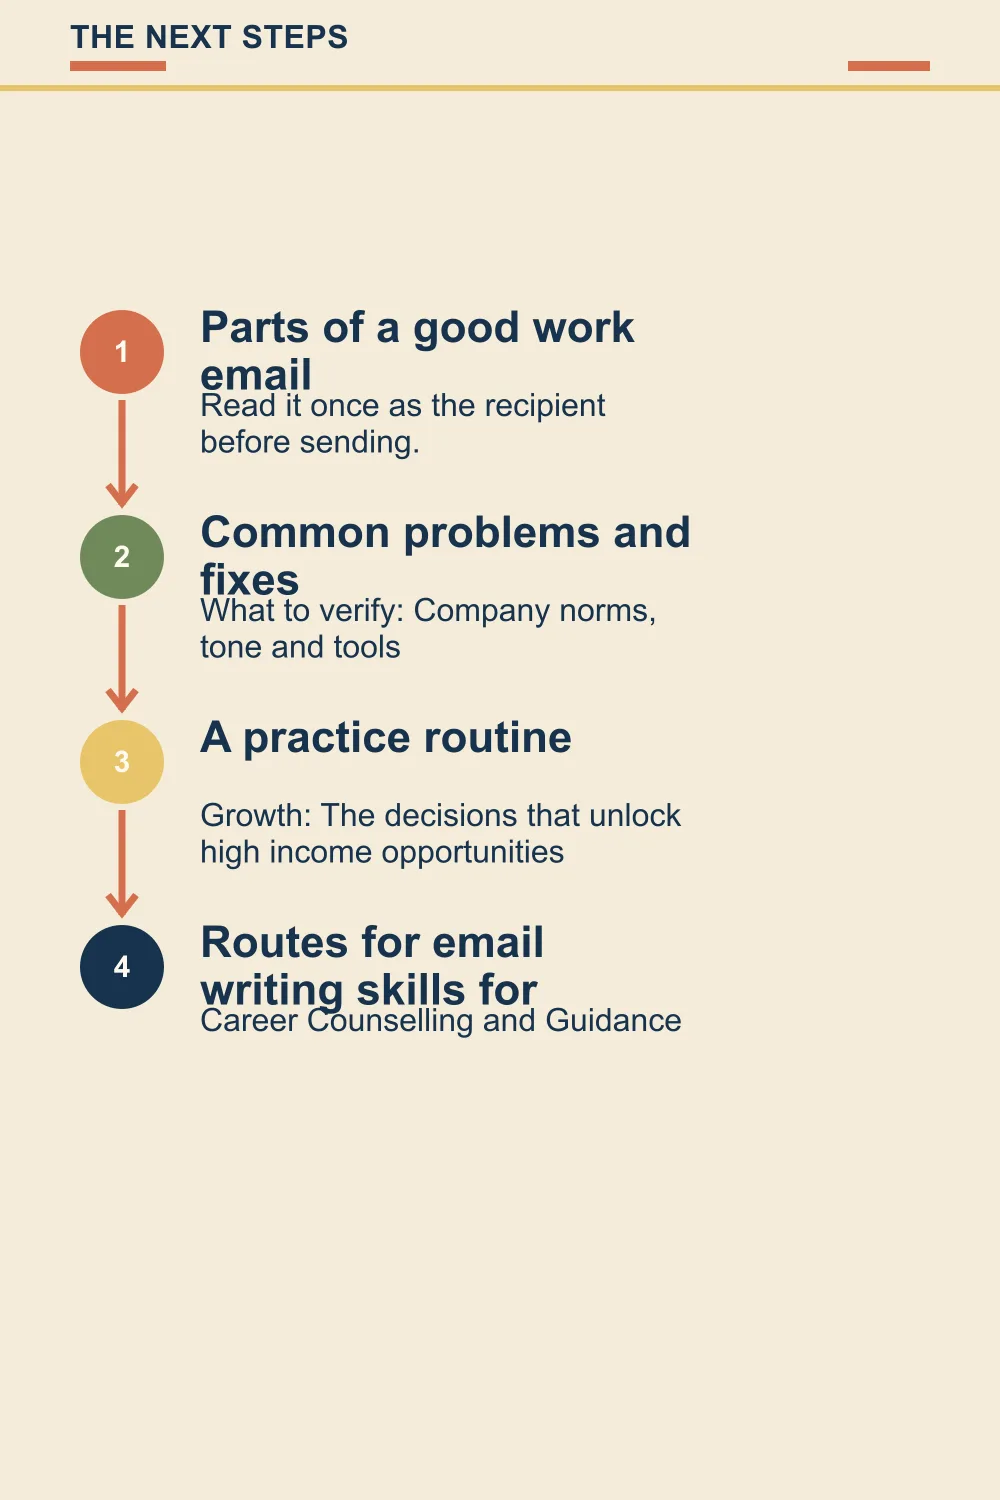 THE NEXT STEPS
1
Parts of a good work
email
Read it once as the recipient
before sending.
2
Common problems and
fixes
What to verify: Company norms,
tone and tools
3
A practice routine
Growth: The decisions that unlock
high income opportunities
4
Routes for email
writing skills for
Career Counselling and Guidance